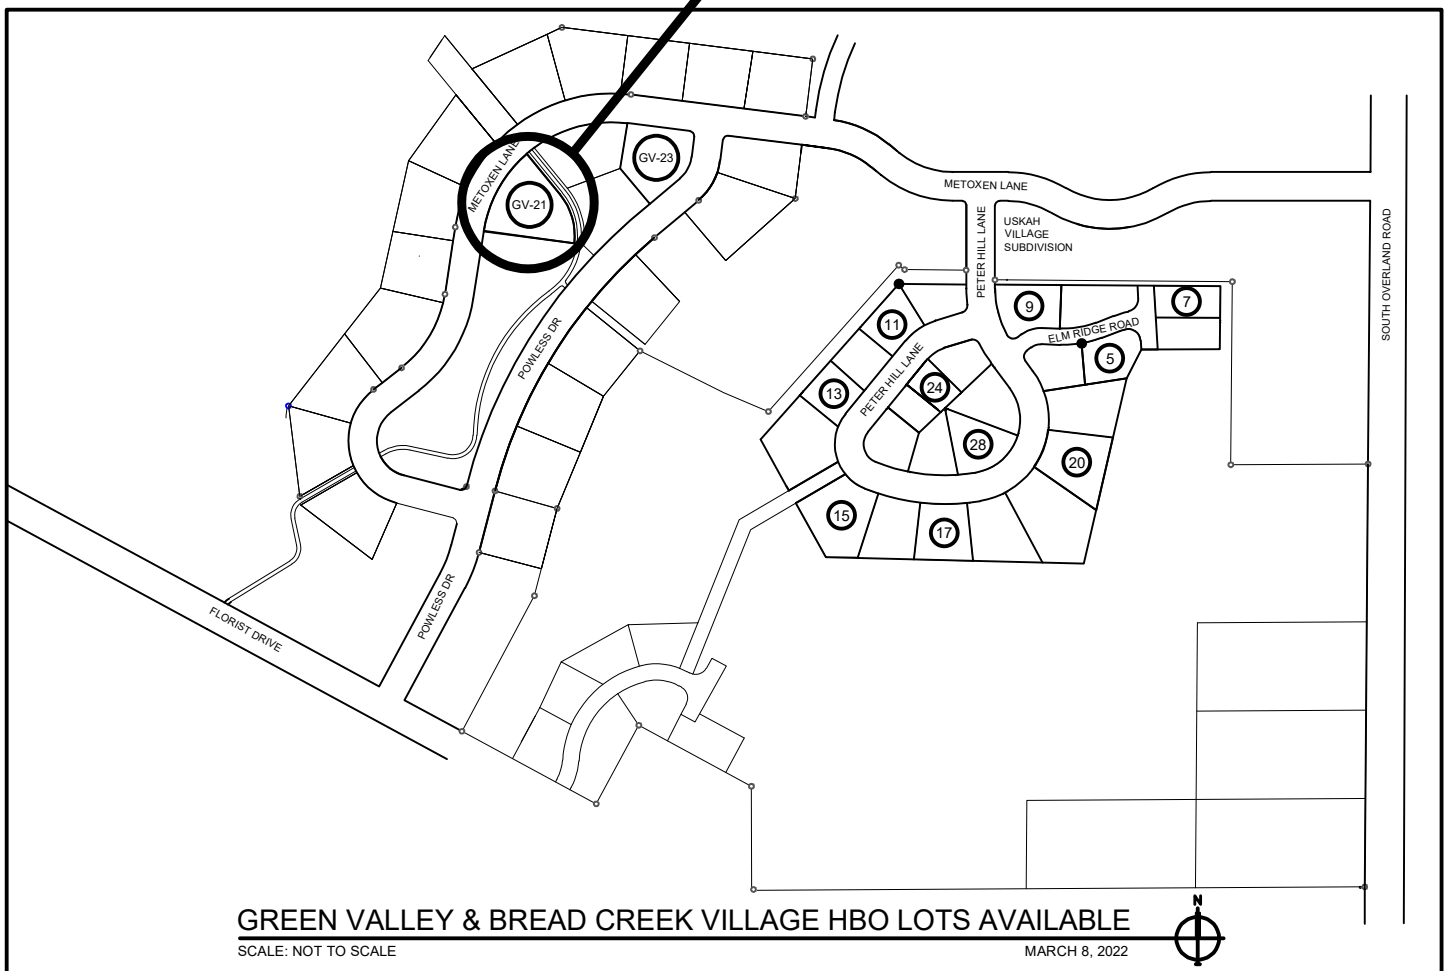 METOXEN LANE
GV-23
GV-21
METOXEN LANE
PETER HILL LANE
USKAH
VILLAGE
SUBDIVISION
SOUTH OVERLAND ROAD
9
7
11
ELM RIDGE ROAD
5
POWLESS DR
PETER HILL LANE
24
13
28
20
15
17
POWLESS DR
FLORIST DRIVE
N
GREEN VALLEY & BREAD CREEK VILLAGE HBO LOTS AVAILABLE
SCALE: NOT TO SCALE
MARCH 8, 2022